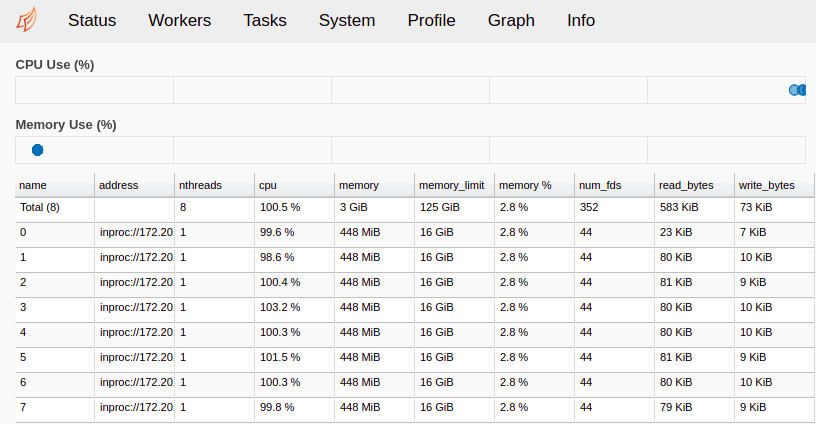 Status Workers Tasks System Profile Graph Info
CPU Use (%)
Memory Use (%)
name address nthreads cpu memory memory_limit memory % num_fds read_bytes write_bytes
Total (8) 8 100.5 % 3 GiB 125 GiB 2.8 % 352 583 KiB 73 KiB
0 inproc://172.20 1 99.6 % 448 MiB 16 GiB 2.8 % 44 23 KiB 7 KiB
1 inproc://172.20 1 98.6 % 448 MiB 16 GiB 2.8 % 44 80 KiB 10 KiB
2 inproc://172.20 1 100.4 % 448 MiB 16 GiB 2.8 % 44 81 KiB 9 KiB
3 inproc://172.20 1 103.2 % 448 MiB 16 GiB 2.8 % 44 80 KiB 10 KiB
4 inproc://172.20 1 100.3 % 448 MiB 16 GiB 2.8 % 44 80 KiB 10 KiB
5 inproc://172.20 1 101.5 % 448 MiB 16 GiB 2.8 % 44 81 KiB 9 KiB
6 inproc://172.20 1 100.3 % 448 MiB 16 GiB 2.8 % 44 80 KiB 10 KiB
7 inproc://172.20 1 99.8 % 448 MiB 16 GiB 2.8 % 44 79 KiB 9 KiB